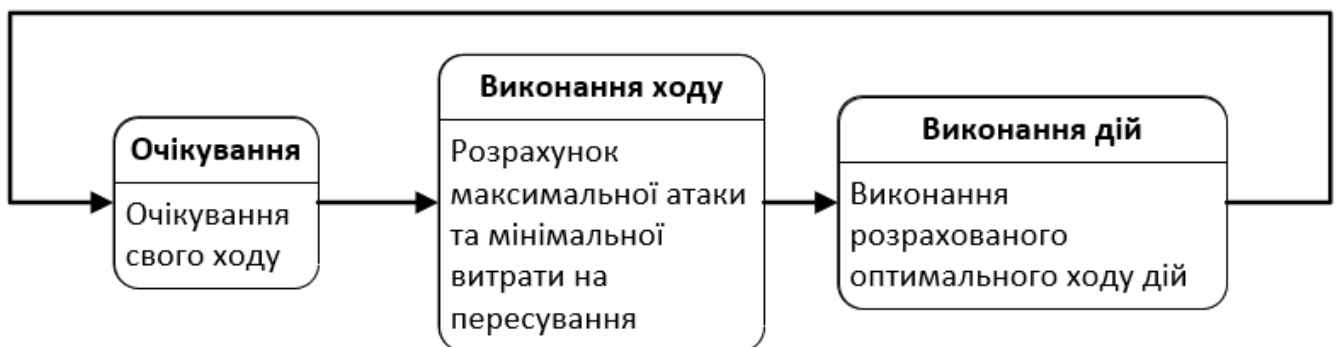 Очікування
Очікування
свого ходу
Виконання ходу
Розрахунок
максимальної атаки
та мінімальної
витрати на
пересування
Виконання дій
Виконання
розрахованого
оптимального ходу дій